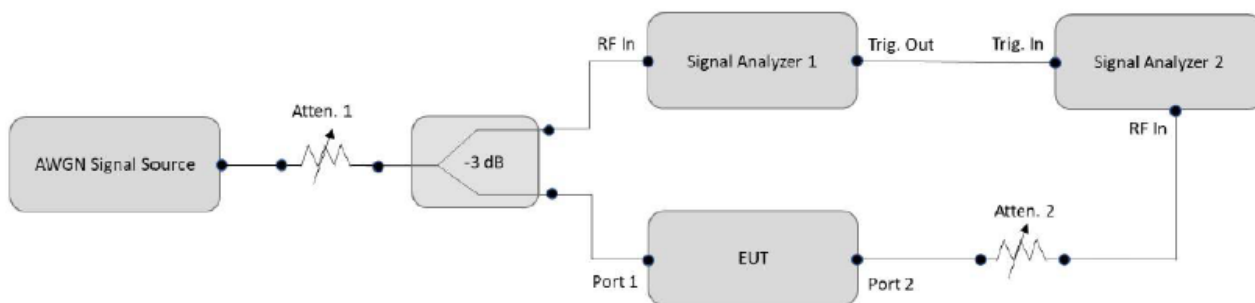 RF In
Signal Analyzer 1
Trig. Out
Trig. In
Signal Analyzer 2
RF In
Atten. 1
AWGN Signal Source
-3 dB
Atten. 2
EUT
Port 1
Port 2